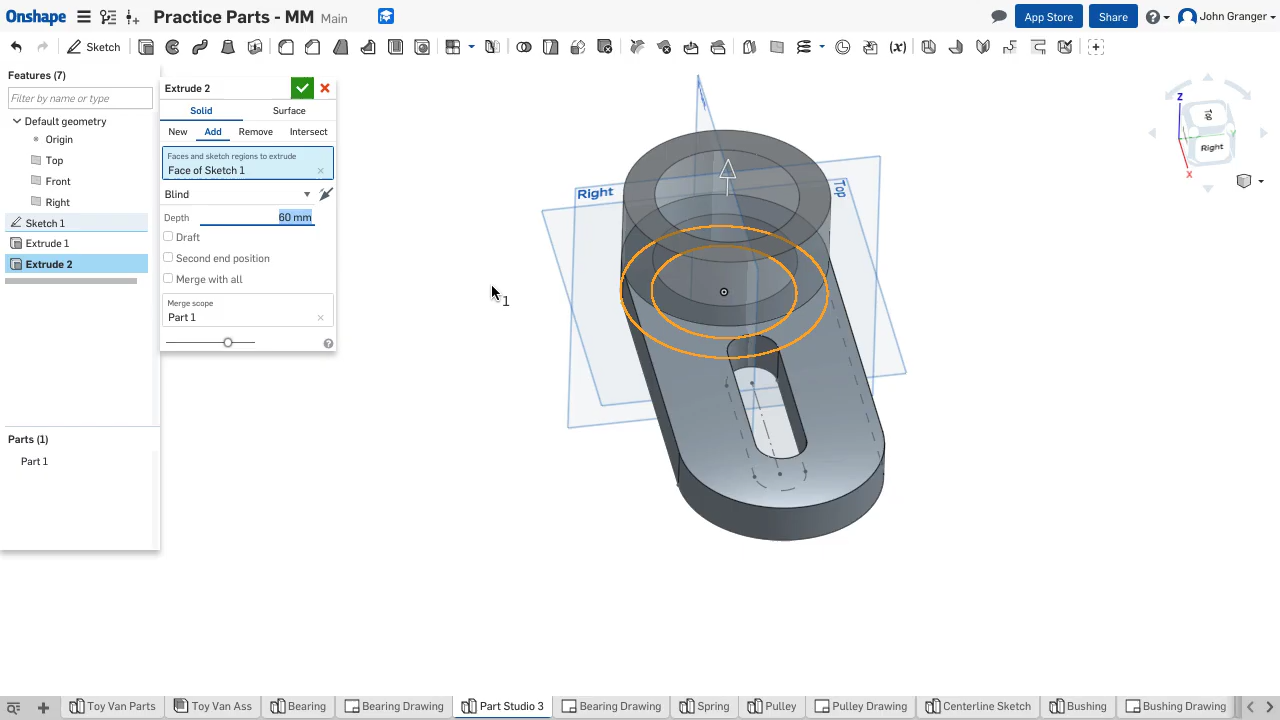 Onshape Practice Parts - MM Main App Store Share John Granger
Sketch (x)
Features (7)
Filter by name or type
Default geometry
Origin
Top
Front
Right
Sketch 1
Extrude 1
Extrude 2
Parts (1)
Part 1
Extrude 2
Solid Surface
New Add Remove Intersect
Faces and sketch regions to extrude
Face of Sketch 1
Blind
Depth 60 mm
Draft
Second end position
Merge with all
Merge scope
Part 1
1
Right
Top
Z
Y
X
Right
Toy Van Parts Toy Van Ass Bearing Bearing Drawing Part Studio 3 Bearing Drawing Spring Pulley Pulley Drawing Centerline Sketch Bushing Bushing Drawing